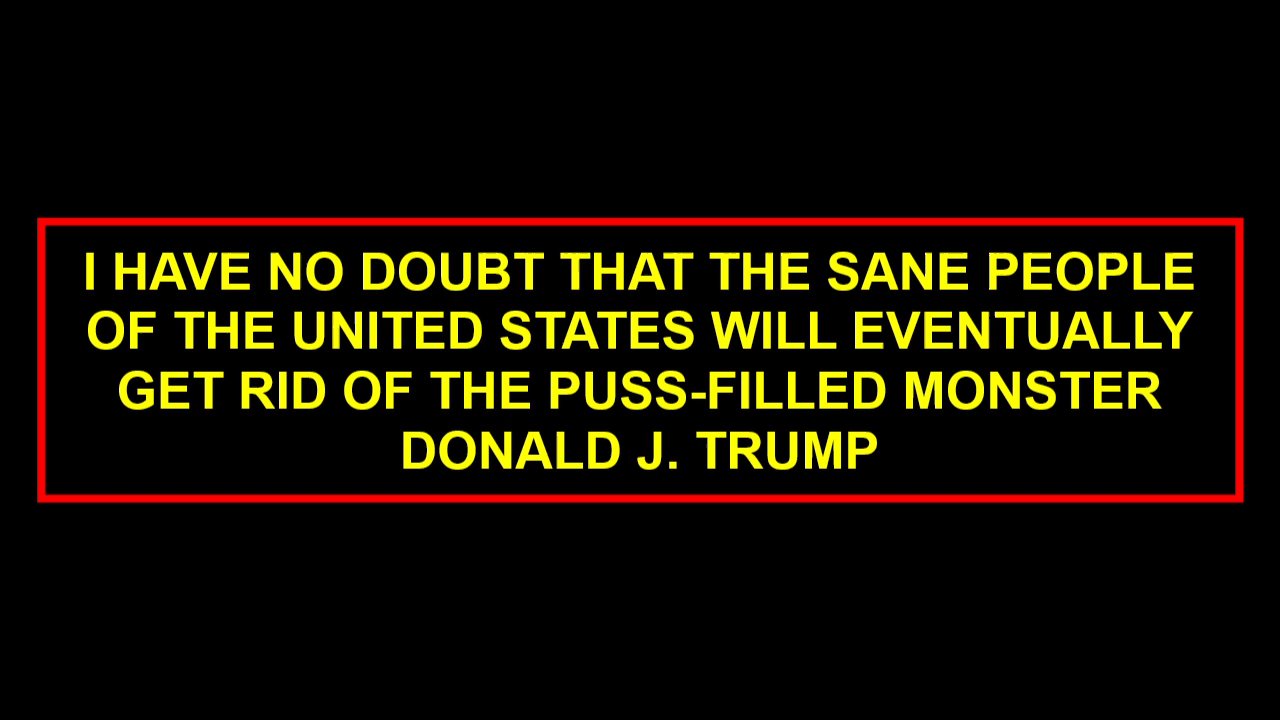 I HAVE NO DOUBT THAT THE SANE PEOPLE
OF THE UNITED STATES WILL EVENTUALLY
GET RID OF THE PUSS-FILLED MONSTER
DONALD J. TRUMP